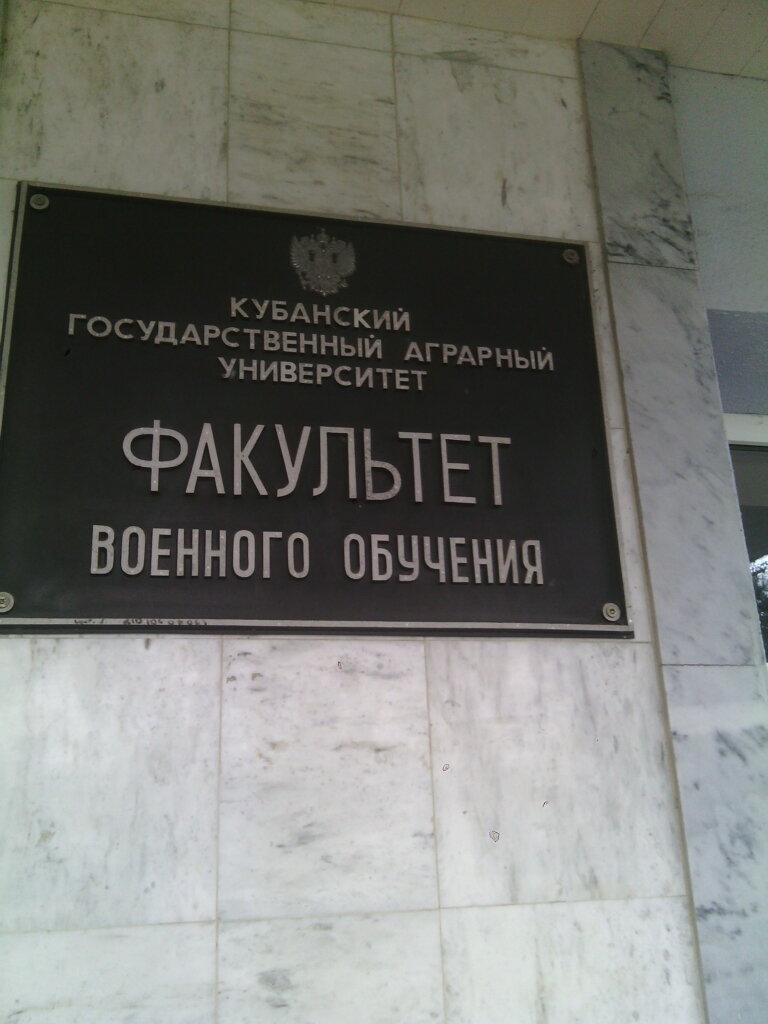 КУБАНСКИЙ
ГОСУДАРСТВЕННЫЙ АГРАРНЫЙ
УНИВЕРСИТЕТ
ФАКУЛЬТЕТ
ВОЕННОГО ОБУЧЕНИЯ